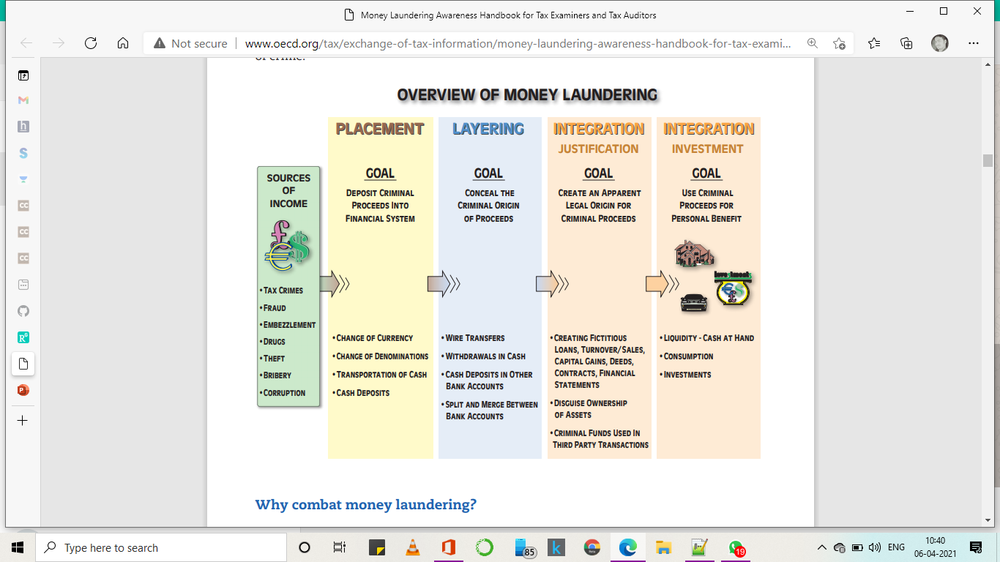 Money Laundering Awareness Handbook for Tax Examiners and Tax Auditors
Not secure
www.oecd.org/tax/exchange-of-tax-information/money-laundering-awareness-handbook-for-tax-exami...
of crime.
OVERVIEW OF MONEY LAUNDERING
SOURCES
OF
INCOME
£
$
€
• TAX CRIMES
• FRAUD
• EMBEZZLEMENT
• DRUGS
• THEFT
• BRIBERY
• CORRUPTION
PLACEMENT
GOAL
DEPOSIT CRIMINAL
PROCEEDS INTO
FINANCIAL SYSTEM
• CHANGE OF CURRENCY
• CHANGE OF DENOMINATIONS
• TRANSPORTATION OF CASH
• CASH DEPOSITS
LAYERING
GOAL
CONCEAL THE
CRIMINAL ORIGIN
OF PROCEEDS
• WIRE TRANSFERS
• WITHDRAWALS IN CASH
• CASH DEPOSITS IN OTHER
BANK ACCOUNTS
• SPLIT AND MERGE BETWEEN
BANK ACCOUNTS
INTEGRATION
JUSTIFICATION
GOAL
CREATE AN APPARENT
LEGAL ORIGIN FOR
CRIMINAL PROCEEDS
• CREATING FICTITIOUS
LOANS, TURNOVER/SALES,
CAPITAL GAINS, DEEDS,
CONTRACTS, FINANCIAL
STATEMENTS
• DISGUISE OWNERSHIP
OF ASSETS
• CRIMINAL FUNDS USED IN
THIRD PARTY TRANSACTIONS
INTEGRATION
INVESTMENT
GOAL
USE CRIMINAL
PROCEEDS FOR
PERSONAL BENEFIT
Investments
€ $
£
• LIQUIDITY - CASH AT HAND
• CONSUMPTION
• INVESTMENTS
Why combat money laundering?
Type here to search
85
k
19
ENG
10:40
06-04-2021